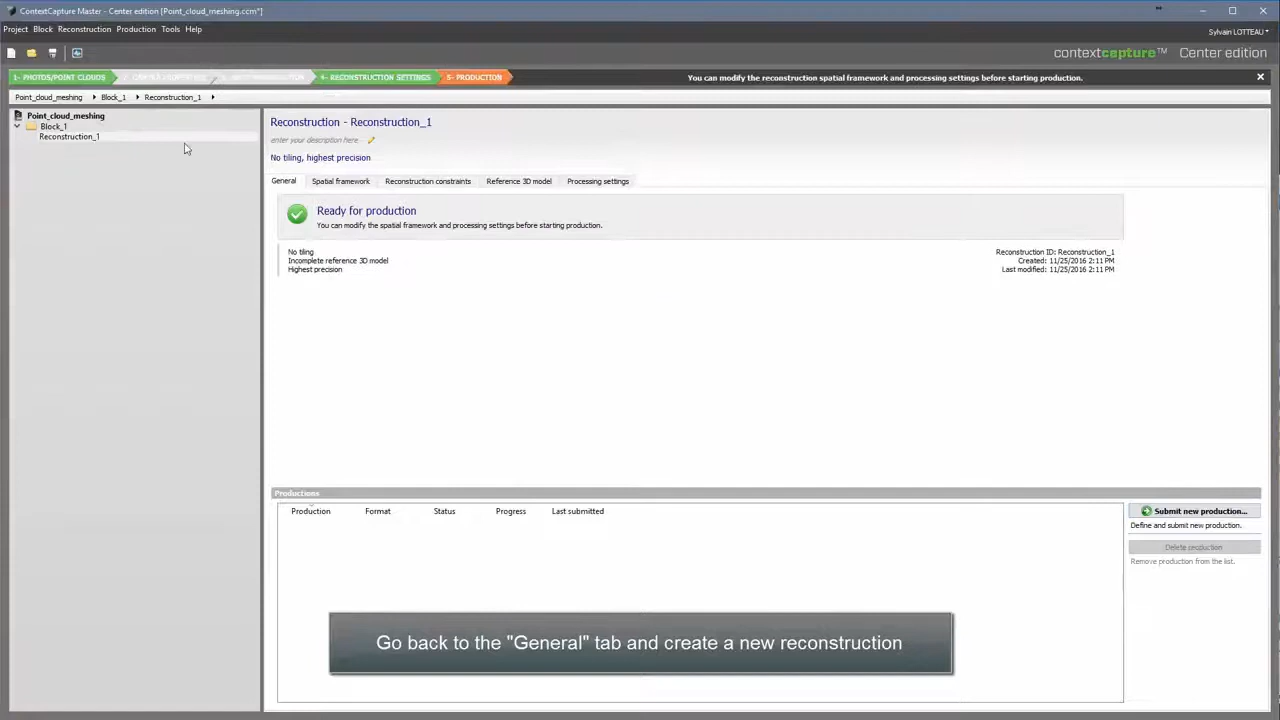 ContextCapture Master - Center edition [Point_cloud_meshing.ccm*]
Project Block Reconstruction Production Tools Help
Sylvain LOTTEAU
contextcapture™ Center edition
1- PHOTOS/POINT CLOUDS
4- RECONSTRUCTION SETTINGS
5- PRODUCTION
You can modify the reconstruction spatial framework and processing settings before starting production.
Point_cloud_meshing Block_1 Reconstruction_1
Point_cloud_meshing
Block_1
Reconstruction_1
Reconstruction - Reconstruction_1
enter your description here
No tiling, highest precision
General Spatial framework Reconstruction constraints Reference 3D model Processing settings
Ready for production
You can modify the spatial framework and processing settings before starting production.
No tiling
Incomplete reference 3D model
Highest precision
Reconstruction ID: Reconstruction_1
Created: 11/25/2016 2:11 PM
Last modified: 11/25/2016 2:11 PM
Productions
Production Format Status Progress Last submitted
Submit new production...
Define and submit new production.
Delete production
Remove production from the list.
Go back to the "General" tab and create a new reconstruction